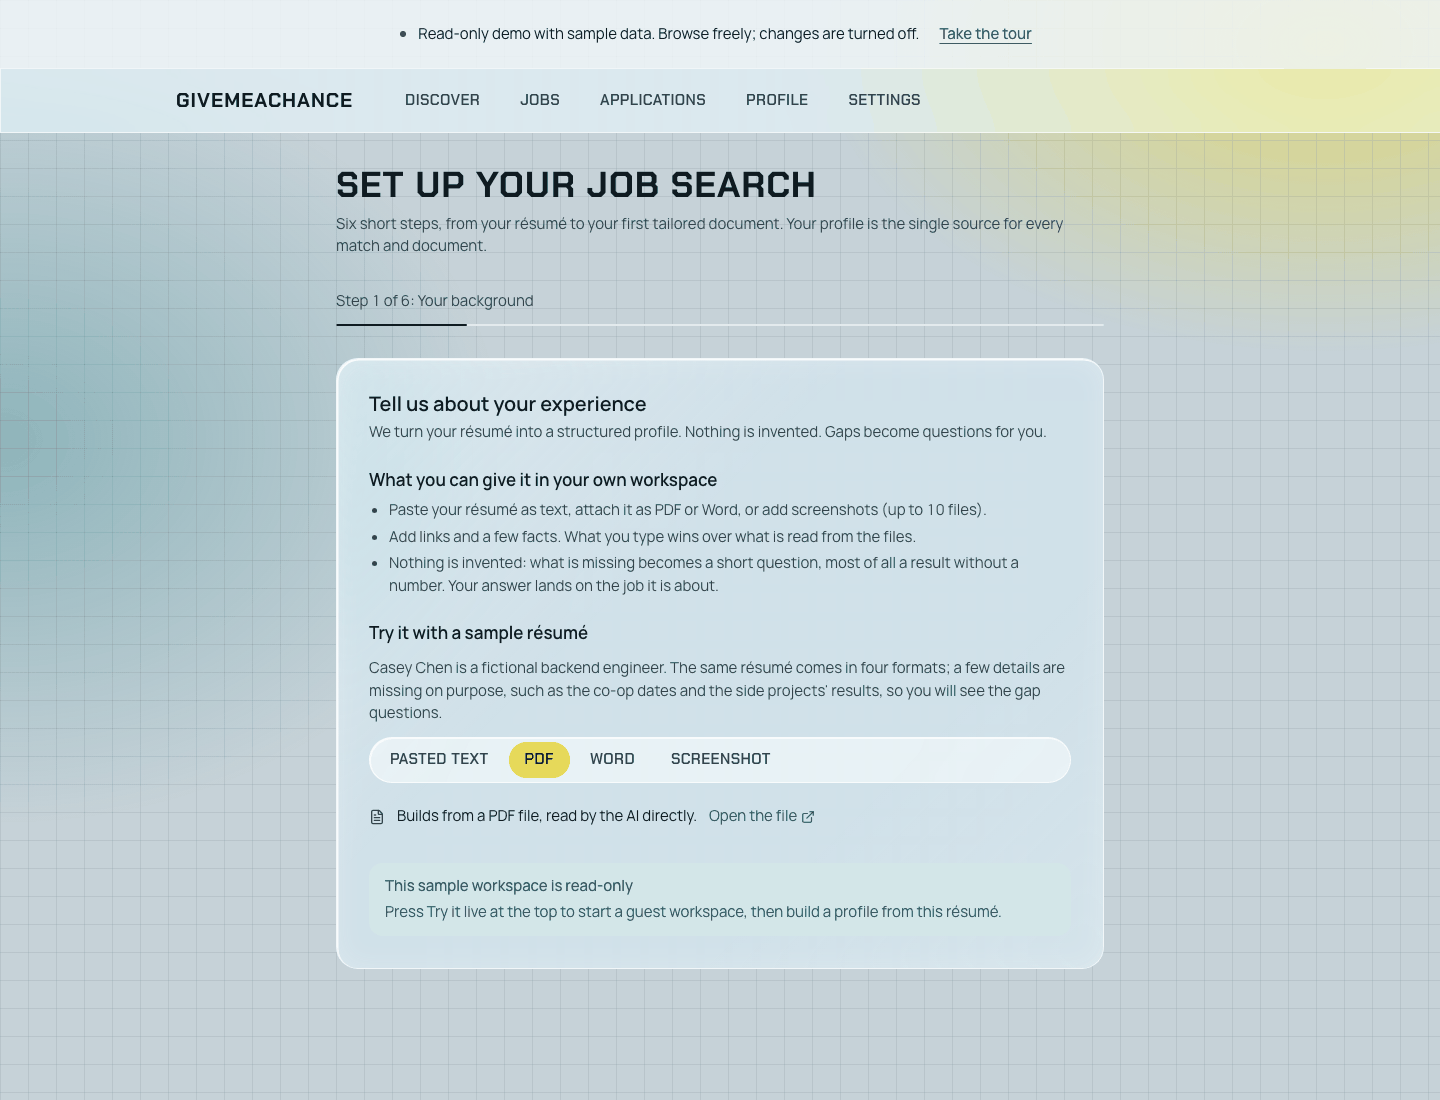 Read-only demo with sample data. Browse freely; changes are turned off. Take the tour
GIVEMEACHANCE DISCOVER JOBS APPLICATIONS PROFILE SETTINGS
SET UP YOUR JOB SEARCH
Six short steps, from your résumé to your first tailored document. Your profile is the single source for every
match and document.
Step 1 of 6: Your background
Tell us about your experience
We turn your résumé into a structured profile. Nothing is invented. Gaps become questions for you.
What you can give it in your own workspace
• Paste your résumé as text, attach it as PDF or Word, or add screenshots (up to 10 files).
• Add links and a few facts. What you type wins over what is read from the files.
• Nothing is invented: what is missing becomes a short question, most of all a result without a
number. Your answer lands on the job it is about.
Try it with a sample résumé
Casey Chen is a fictional backend engineer. The same résumé comes in four formats; a few details are
missing on purpose, such as the co-op dates and the side projects' results, so you will see the gap
questions.
PASTED TEXT PDF WORD SCREENSHOT
Builds from a PDF file, read by the AI directly. Open the file
This sample workspace is read-only
Press Try it live at the top to start a guest workspace, then build a profile from this résumé.